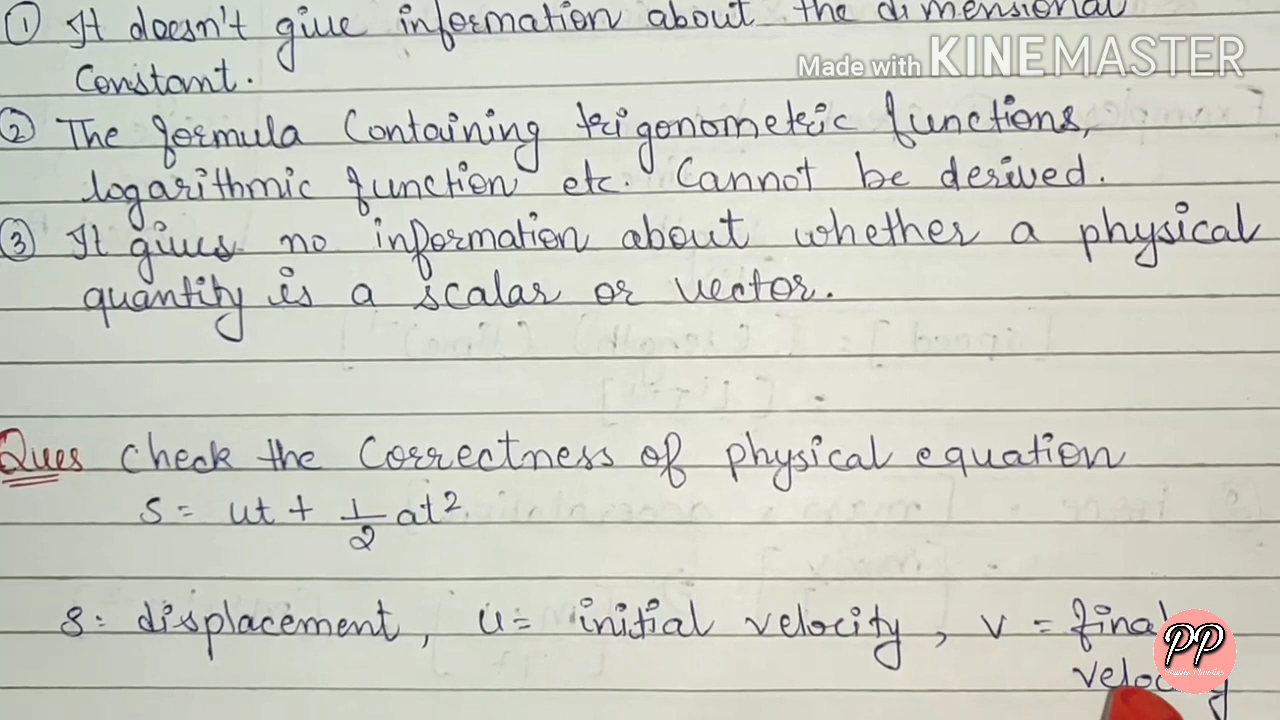 ① It doesn't give information about the dimensional
Constant.
Made with KINEMASTER
② The formula Containing trigonometric functions,
logarithmic function etc. Cannot be derived.
③ It gives no information about whether a physical
quantity is a scalar or vector.
Ques Check the Correctness of physical equation
s = ut + 1/2 at²
s = displacement, u = initial velocity, v = final
velocity
PP